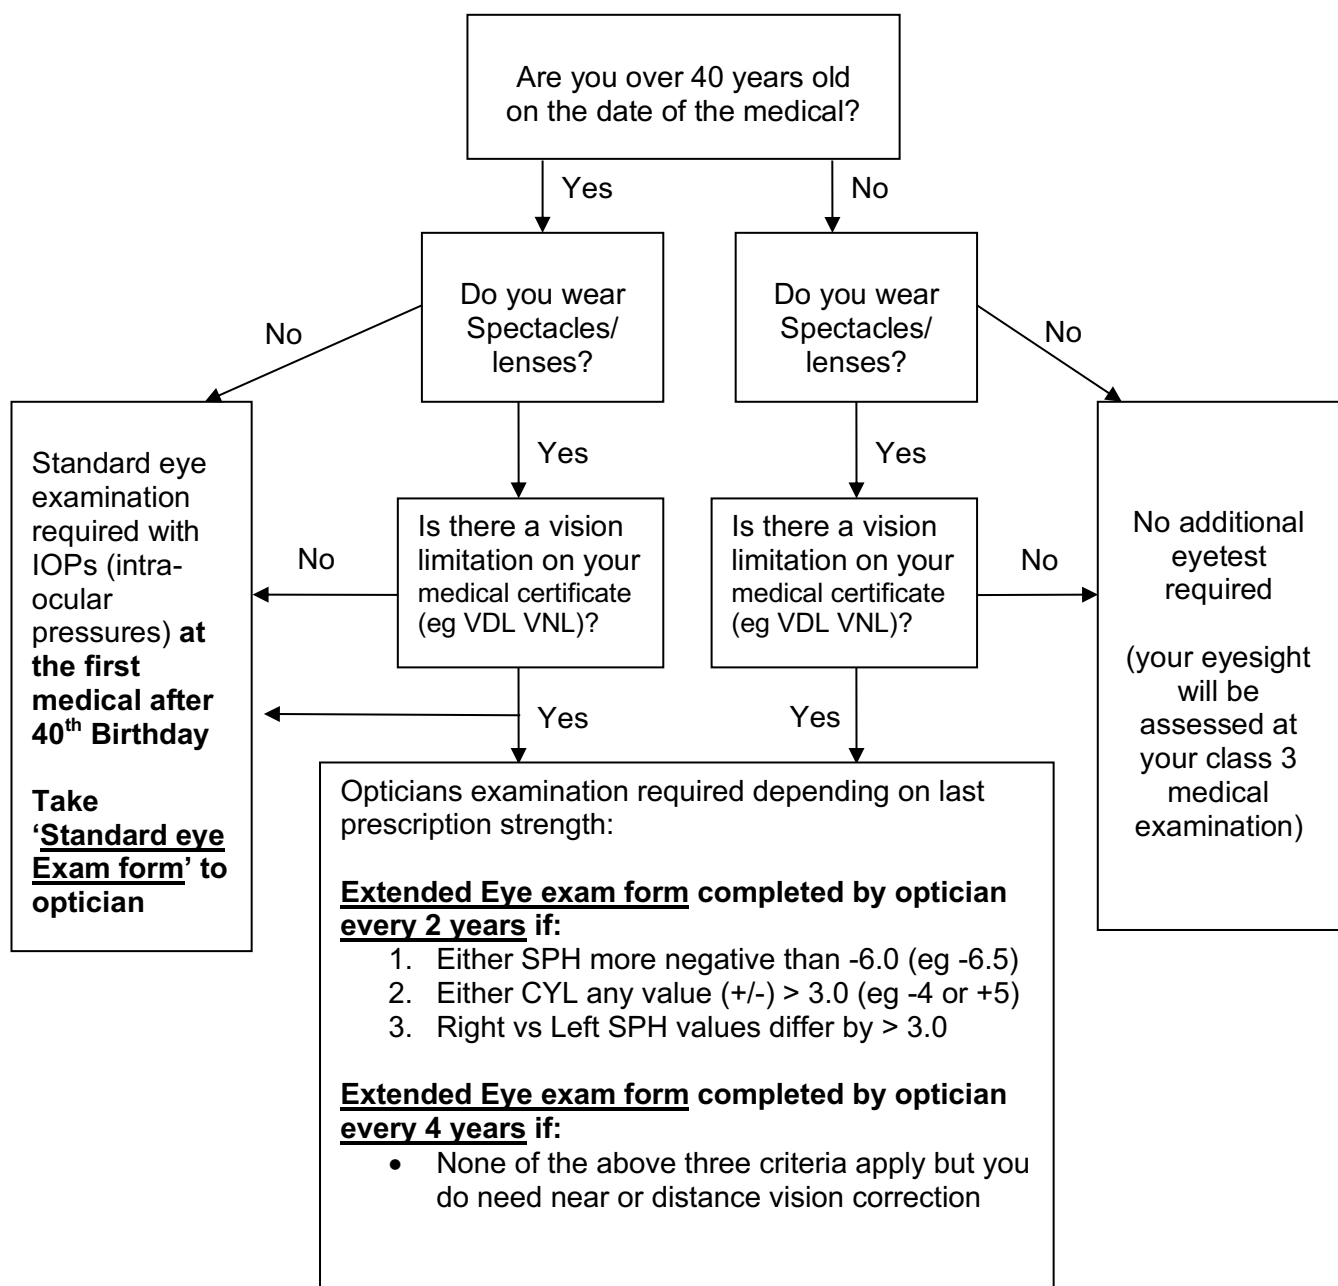 Are you over 40 years old
on the date of the medical?
Yes
No
Do you wear
Spectacles/
lenses?
Do you wear
Spectacles/
lenses?
No
No
Yes
Yes
Standard eye
examination
required with
IOPs (intra-
ocular
pressures) at
the first
medical after
40th Birthday
Take
‘Standard eye
Exam form’ to
optician
Is there a vision
limitation on your
medical certificate
(eg VDL VNL)?
Is there a vision
limitation on your
medical certificate
(eg VDL VNL)?
No
No
Yes
Yes
No additional
eyetest
required
(your eyesight
will be
assessed at
your class 3
medical
examination)
Opticians examination required depending on last
prescription strength:
Extended Eye exam form completed by optician
every 2 years if:
1. Either SPH more negative than -6.0 (eg -6.5)
2. Either CYL any value (+/-) > 3.0 (eg -4 or +5)
3. Right vs Left SPH values differ by > 3.0
Extended Eye exam form completed by optician
every 4 years if:
• None of the above three criteria apply but you
do need near or distance vision correction